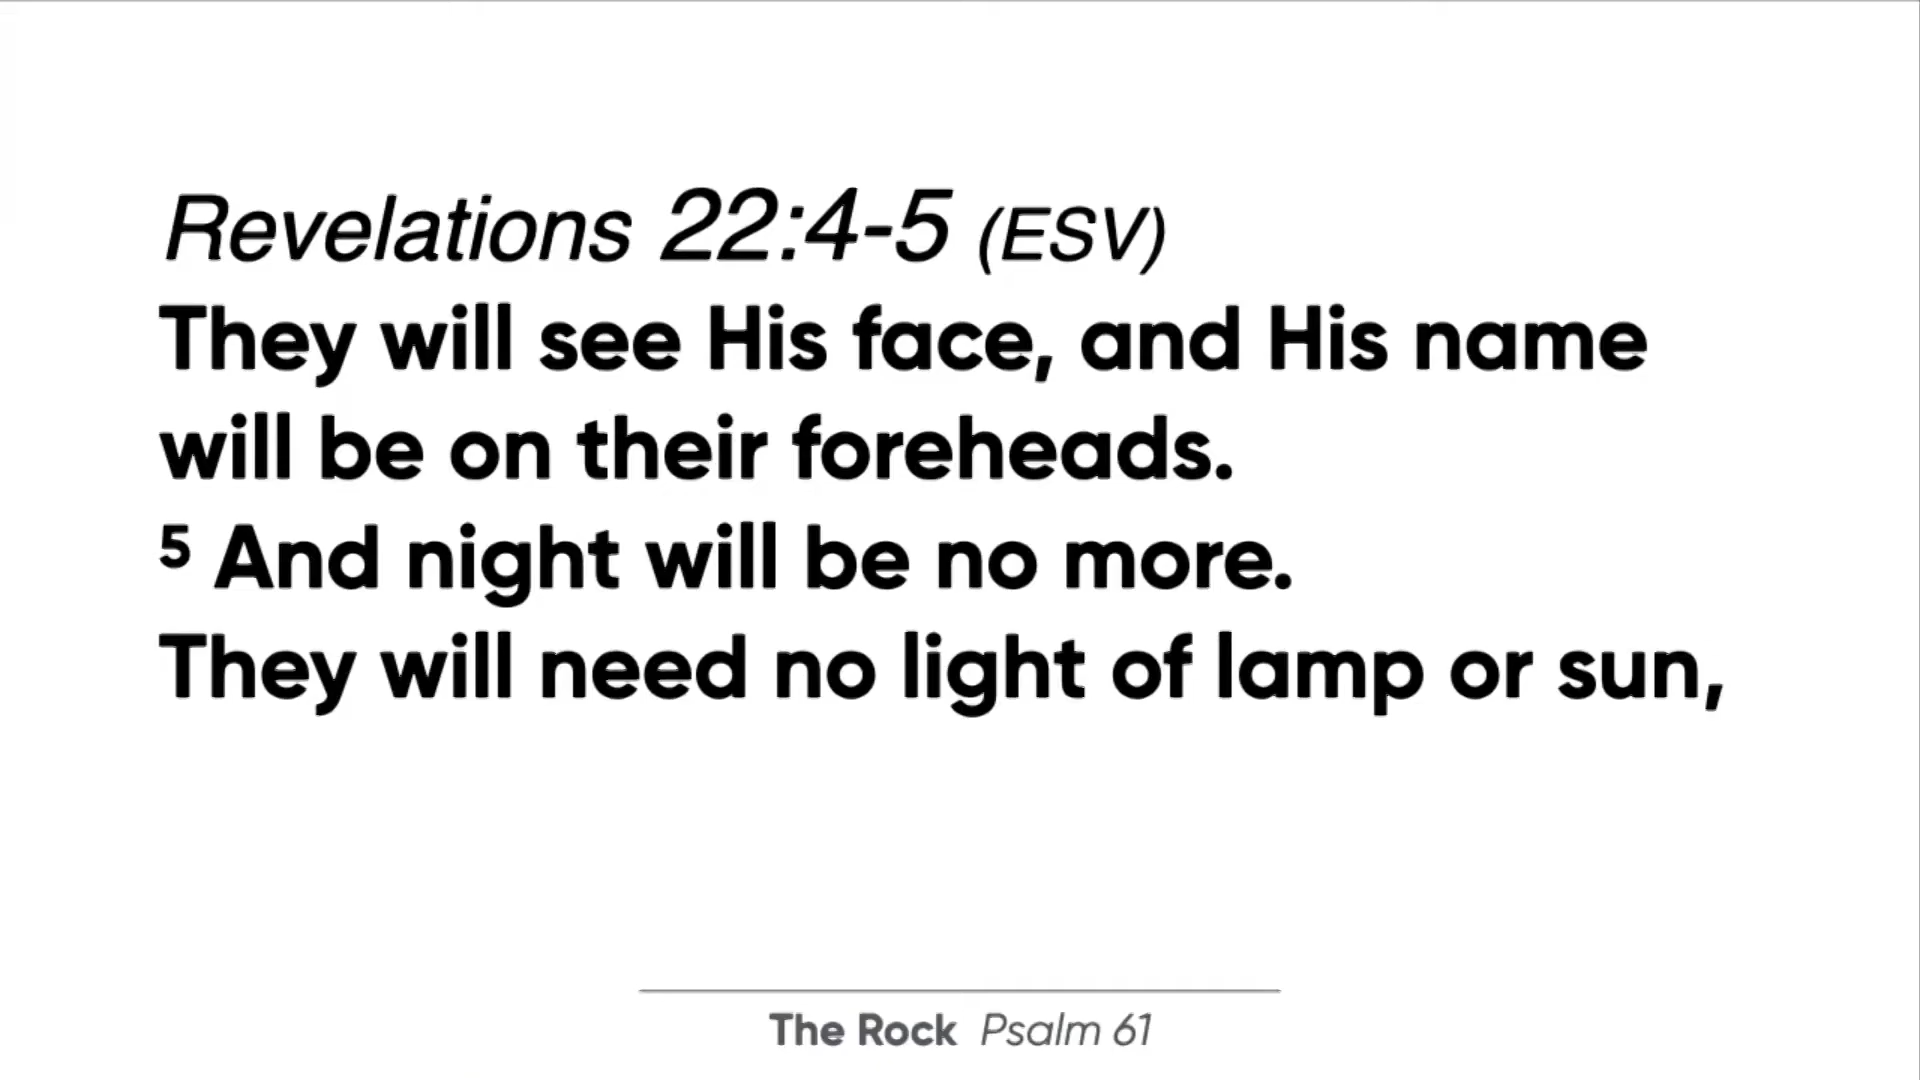 Revelations 22:4-5 (ESV)
They will see His face, and His name
will be on their foreheads.
⁵ And night will be no more.
They will need no light of lamp or sun,
The Rock Psalm 61